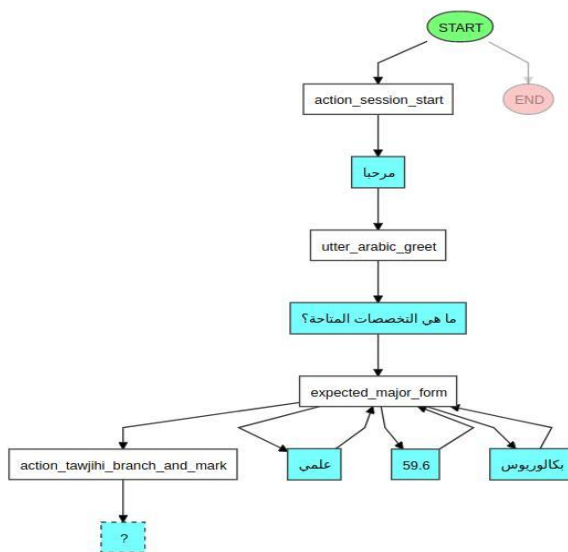 START
action_session_start
END
مرحبا
utter_arabic_greet
ما هي التخصصات المتاحة؟
expected_major_form
action_tawjihi_branch_and_mark
علمي
59.6
بكالوريوس
?